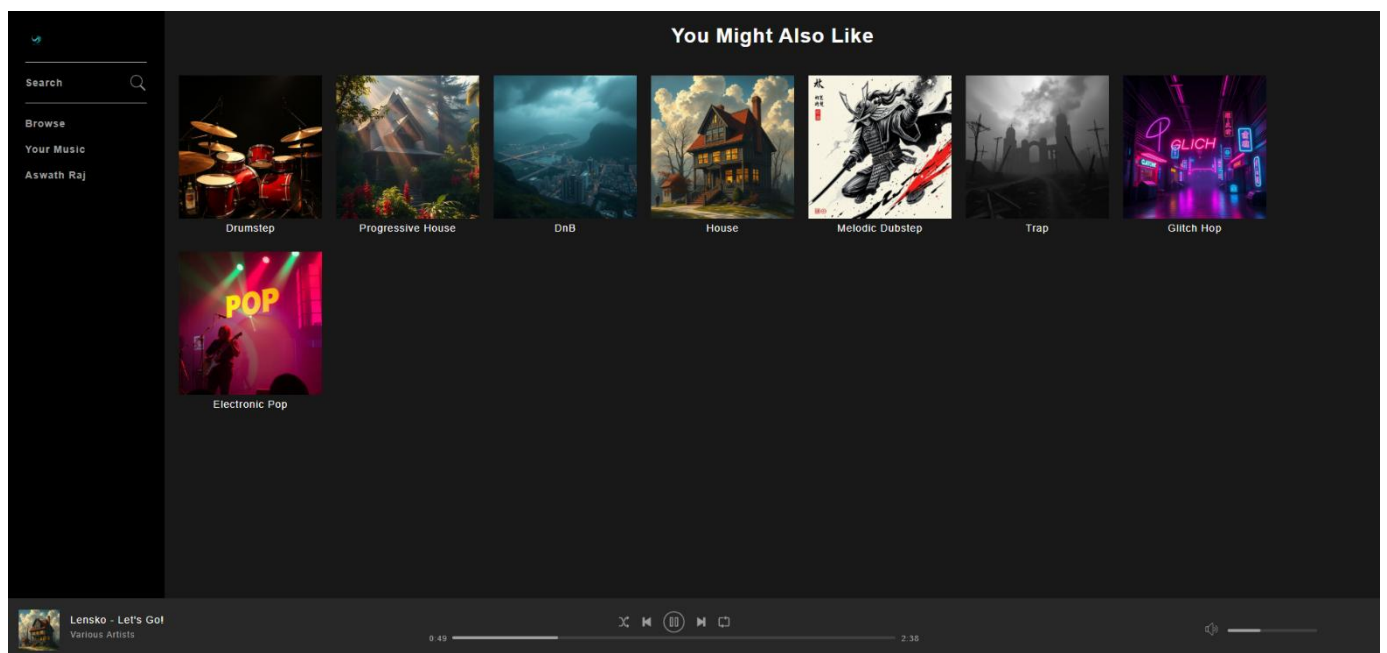 You Might Also Like
Search
Browse
Your Music
Aswath Raj
GLICH
Drumstep
Progressive House
DnB
House
Melodic Dubstep
Trap
Glitch Hop
POP
Electronic Pop
Lensko - Let's Go!
Various Artists
0:49
2:38